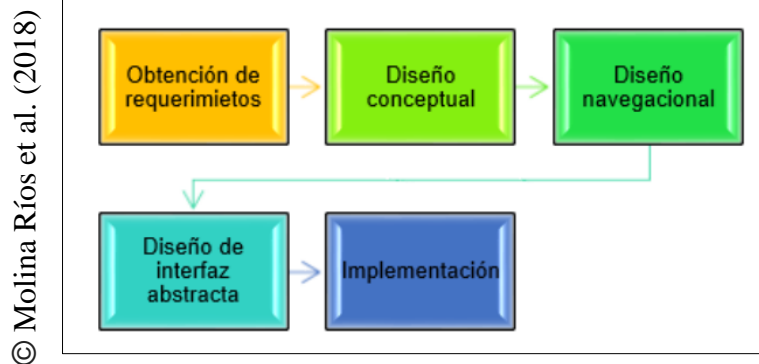 © Molina Ríos et al. (2018)
Obtención de
requerimietos
Diseño
conceptual
Diseño
navegacional
Diseño de
interfaz
abstracta
Implementación